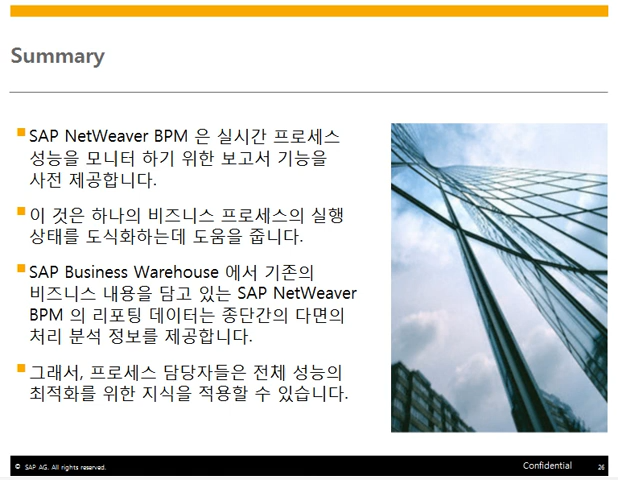 Summary
SAP NetWeaver BPM 은 실시간 프로세스
성능을 모니터 하기 위한 보고서 기능을
사전 제공합니다.
이 것은 하나의 비즈니스 프로세스의 실행
상태를 도식화하는데 도움을 줍니다.
SAP Business Warehouse 에서 기존의
비즈니스 내용을 담고 있는 SAP NetWeaver
BPM 의 리포팅 데이터는 종단간의 다면의
처리 분석 정보를 제공합니다.
그래서, 프로세스 담당자들은 전체 성능의
최적화를 위한 지식을 적용할 수 있습니다.
© SAP AG. All rights reserved.
Confidential
26